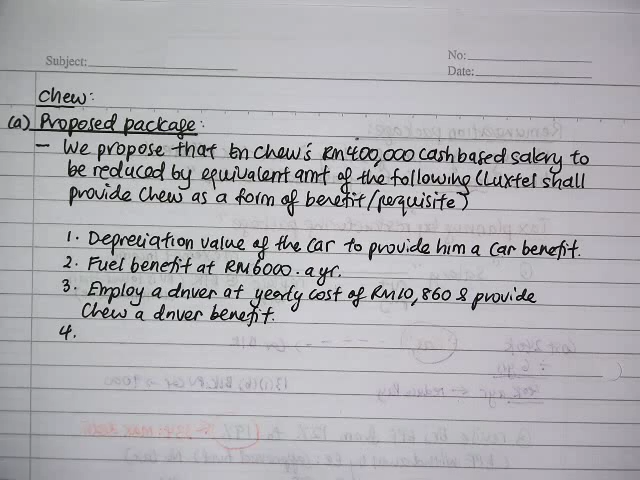 Subject:
No:
Date:
Chew:
(a) Proposed package:
- We propose that En Chew's RM400,000 cash based salary to
be reduced by equivalent amt of the following (Luxtel shall
provide Chew as a form of benefit/perquisite)
1. Depreciation value of the car to provide him a car benefit.
2. Fuel benefit at RM6000. a yr.
3. Employ a driver at yearly cost of RM10,860 & provide
Chew a driver benefit.
4.